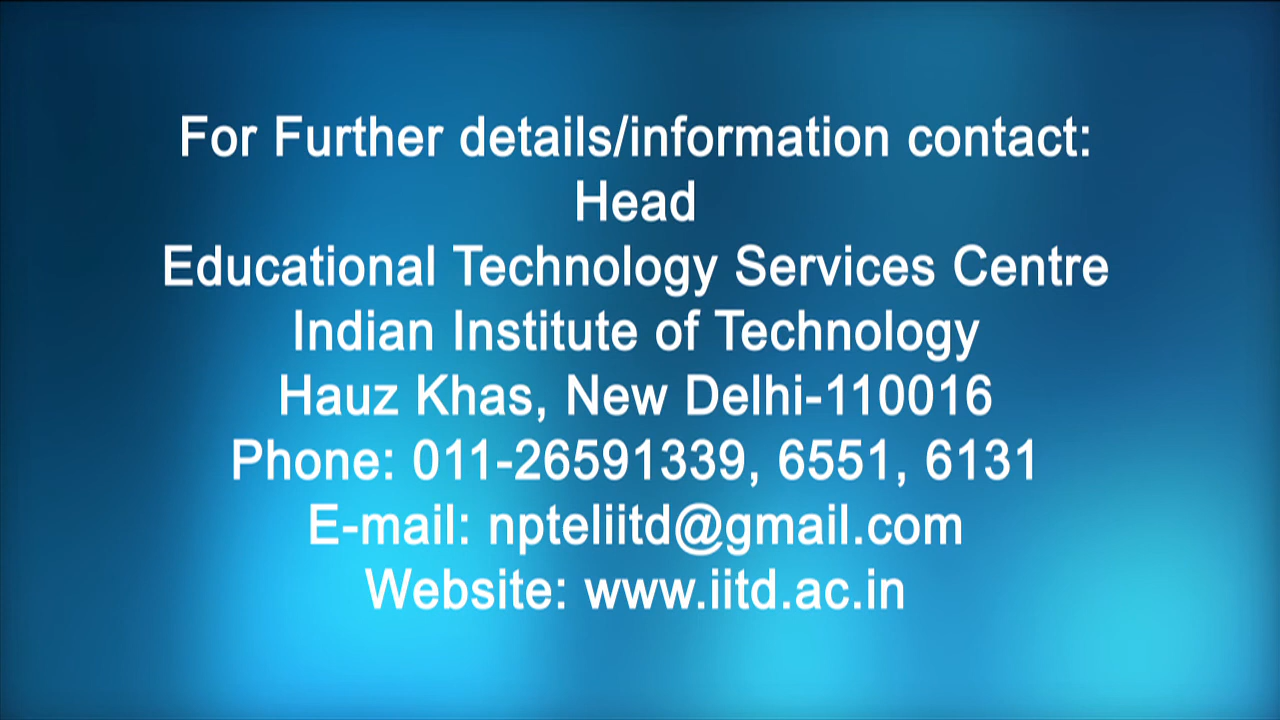 For Further details/information contact:
Head
Educational Technology Services Centre
Indian Institute of Technology
Hauz Khas, New Delhi-110016
Phone: 011-26591339, 6551, 6131
E-mail: npteliitd@gmail.com
Website: www.iitd.ac.in